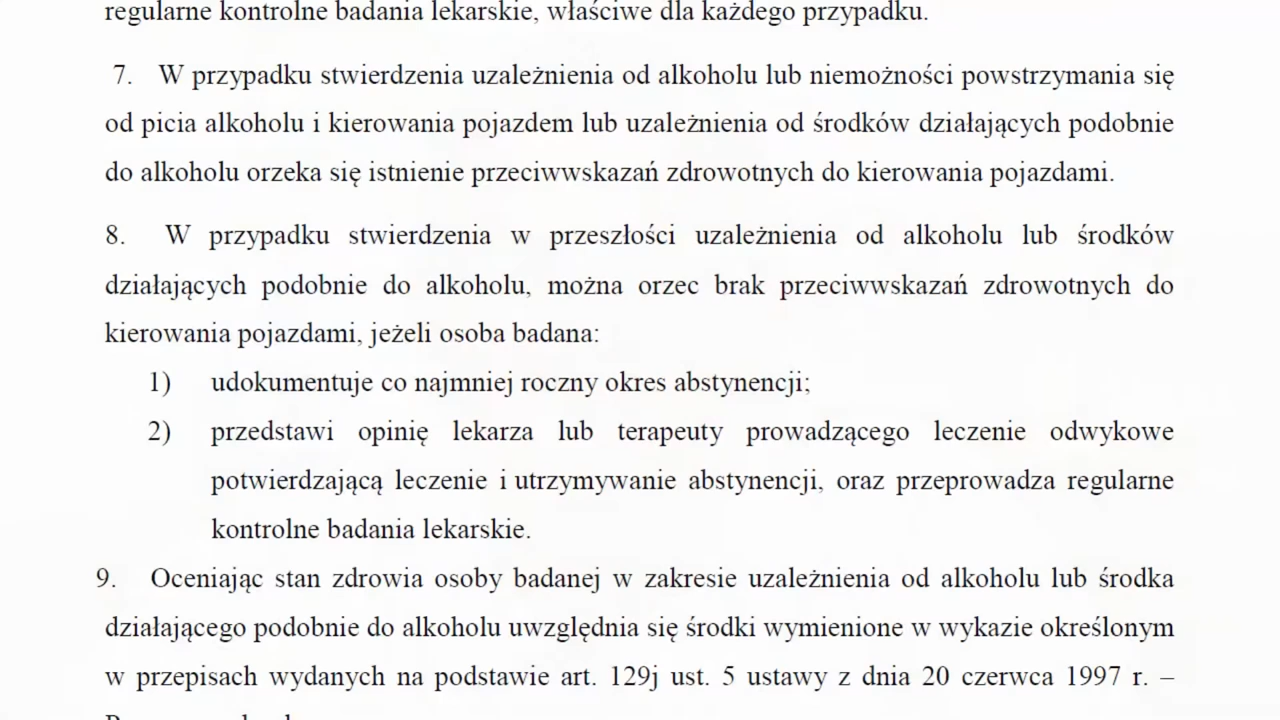 regularne kontrolne badania lekarskie, właściwe dla każdego przypadku.
7. W przypadku stwierdzenia uzależnienia od alkoholu lub niemożności powstrzymania się
od picia alkoholu i kierowania pojazdem lub uzależnienia od środków działających podobnie
do alkoholu orzeka się istnienie przeciwwskazań zdrowotnych do kierowania pojazdami.
8. W przypadku stwierdzenia w przeszłości uzależnienia od alkoholu lub środków
działających podobnie do alkoholu, można orzec brak przeciwwskazań zdrowotnych do
kierowania pojazdami, jeżeli osoba badana:
1) udokumentuje co najmniej roczny okres abstynencji;
2) przedstawi opinię lekarza lub terapeuty prowadzącego leczenie odwykowe
potwierdzającą leczenie i utrzymywanie abstynencji, oraz przeprowadza regularne
kontrolne badania lekarskie.
9. Oceniając stan zdrowia osoby badanej w zakresie uzależnienia od alkoholu lub środka
działającego podobnie do alkoholu uwzględnia się środki wymienione w wykazie określonym
w przepisach wydanych na podstawie art. 129j ust. 5 ustawy z dnia 20 czerwca 1997 r. –